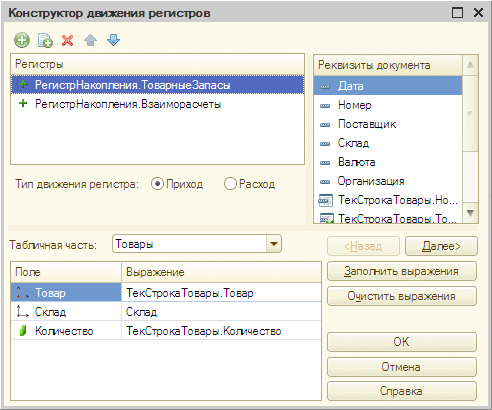 Конструктор движения регистров
Регистры
РегистрНакопления.ТоварныеЗапасы
РегистрНакопления.Взаиморасчеты
Реквизиты документа
Дата
Номер
Поставщик
Склад
Валюта
Организация
ТекСтрокаТовары.Но...
ТекСтрокаТовары.То...
Тип движения регистра: Приход Расход
Табличная часть: Товары
<Назад Далее>
Поле Выражение
Товар ТекСтрокаТовары.Товар
Склад Склад
Количество ТекСтрокаТовары.Количество
Заполнить выражения
Очистить выражения
OK
Отмена
Справка